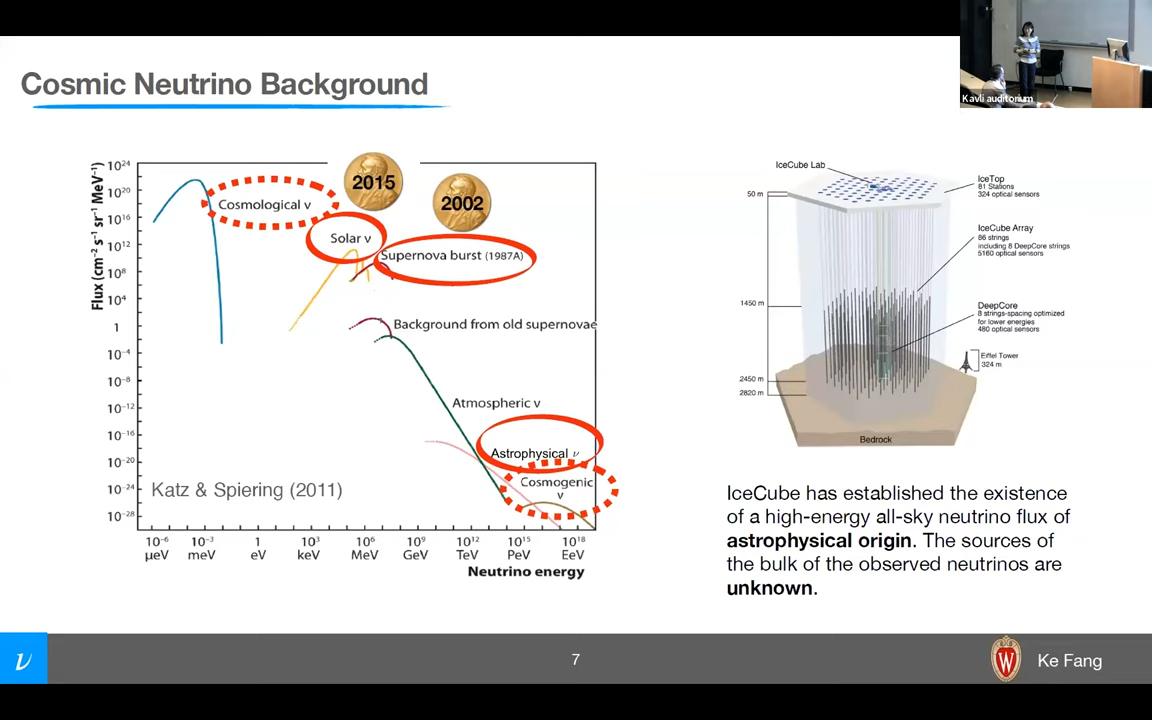 Kavli auditorium
Cosmic Neutrino Background
Flux (cm⁻² s⁻¹ sr⁻¹ MeV⁻¹)
10²⁴
10²⁰
10¹⁶
10¹²
10⁸
10⁴
1
10⁻⁴
10⁻⁸
10⁻¹²
10⁻¹⁶
10⁻²⁰
10⁻²⁴
10⁻²⁸
2015
2002
Cosmological ν
Solar ν
Supernova burst (1987A)
Background from old supernovae
Atmospheric ν
Astrophysical ν
Cosmogenic
ν
Katz & Spiering (2011)
10⁻⁶ 10⁻³ 1 10³ 10⁶ 10⁹ 10¹² 10¹⁵ 10¹⁸
µeV meV eV keV MeV GeV TeV PeV EeV
Neutrino energy
IceCube Lab
IceTop
81 Stations
324 optical sensors
50 m
IceCube Array
86 strings
including 8 DeepCore strings
5160 optical sensors
1450 m
DeepCore
8 strings-spacing optimized
for lower energies
480 optical sensors
Eiffel Tower
324 m
2450 m
2820 m
Bedrock
IceCube has established the existence
of a high-energy all-sky neutrino flux of
astrophysical origin. The sources of
the bulk of the observed neutrinos are
unknown.
ν
7
W
Ke Fang